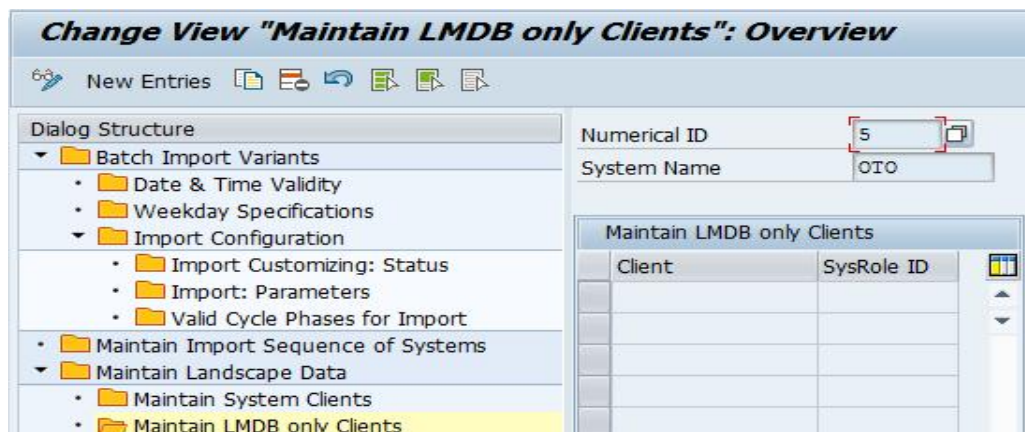 Change View "Maintain LMDB only Clients": Overview
New Entries
Dialog Structure
Batch Import Variants
Date & Time Validity
Weekday Specifications
Import Configuration
Import Customizing: Status
Import: Parameters
Valid Cycle Phases for Import
Maintain Import Sequence of Systems
Maintain Landscape Data
Maintain System Clients
Maintain LMDB only Clients
Numerical ID 5
System Name OTO
Maintain LMDB only Clients
Client SysRole ID